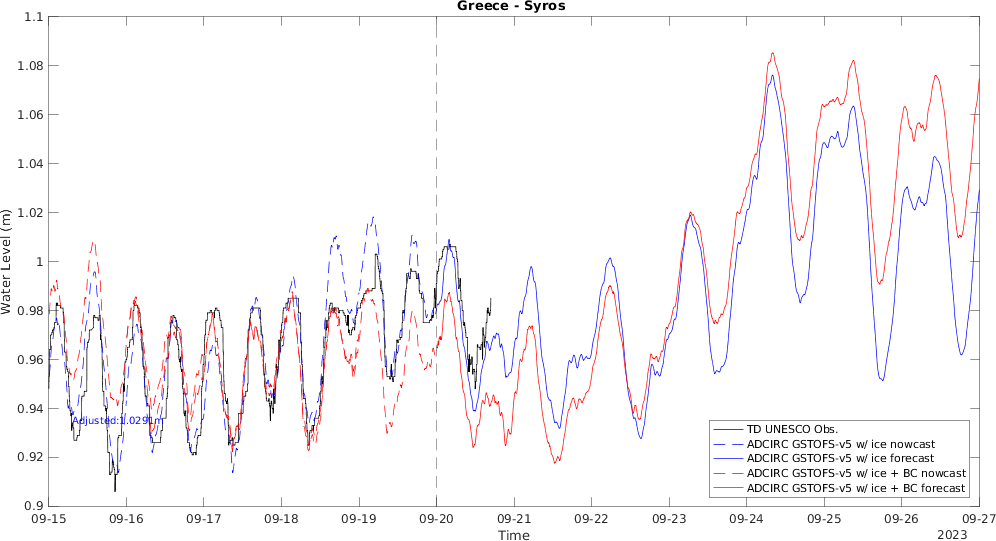 Greece - Syros
1.1
1.08
1.06
1.04
1.02
1
0.98
0.96
0.94
0.92
0.9
Water Level (m)
Adjusted:1.0291m
TD UNESCO Obs.
ADCIRC GSTOFS-v5 w/ ice nowcast
ADCIRC GSTOFS-v5 w/ ice forecast
ADCIRC GSTOFS-v5 w/ ice + BC nowcast
ADCIRC GSTOFS-v5 w/ ice + BC forecast
09-15 09-16 09-17 09-18 09-19 09-20 09-21 09-22 09-23 09-24 09-25 09-26 09-27
Time
2023